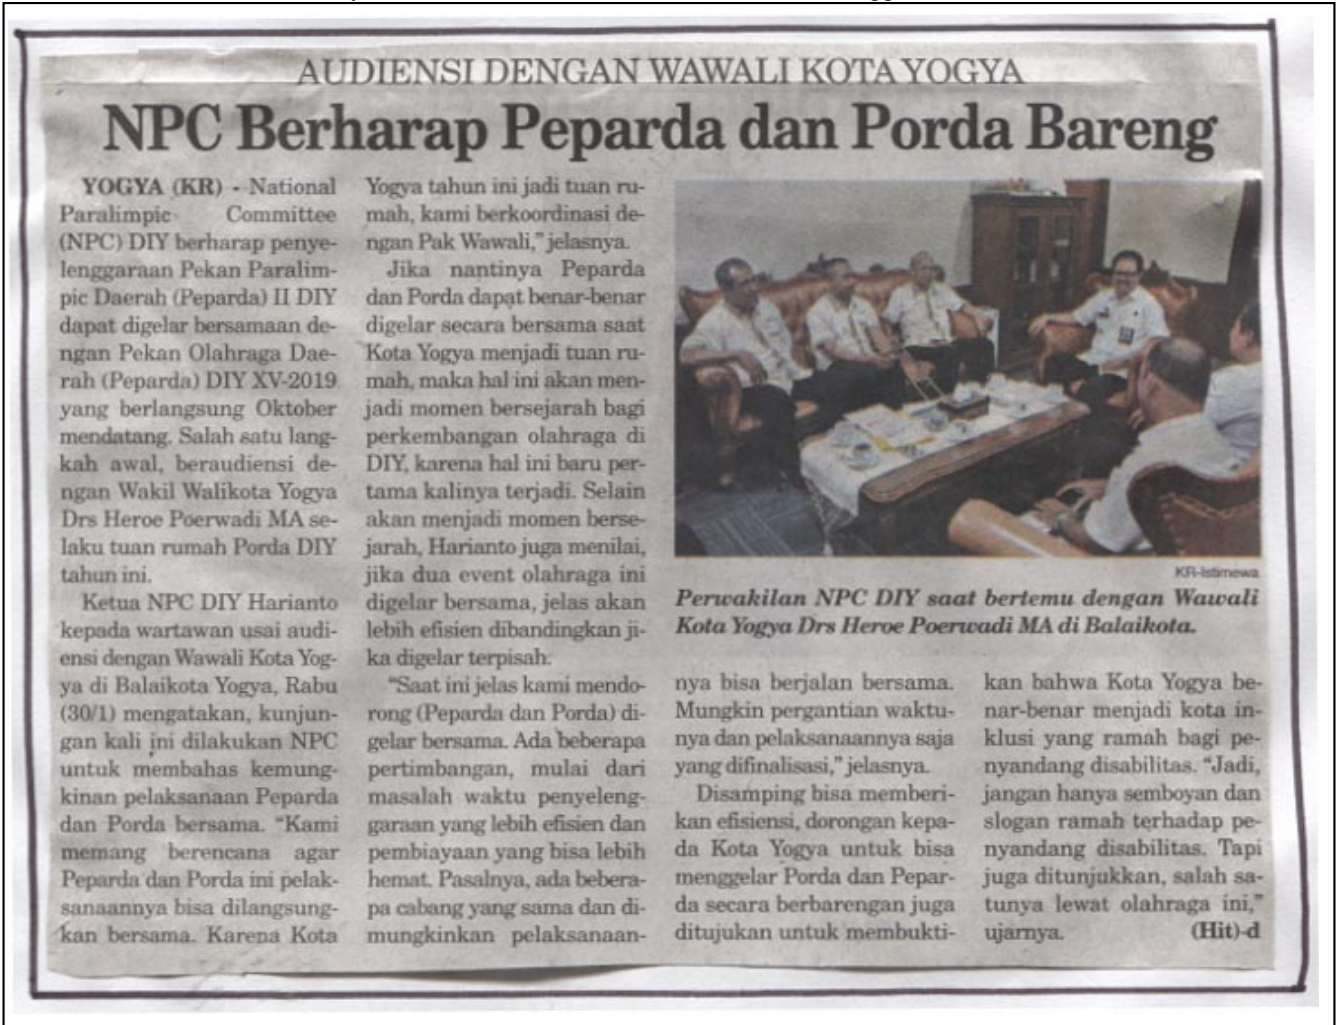 AUDIENSI DENGAN WAWALI KOTA YOGYA
NPC Berharap Peparda dan Porda Bareng
YOGYA (KR) - National
Paralimpic Committee
(NPC) DIY berharap penye-
lenggaraan Pekan Paralim-
pic Daerah (Peparda) II DIY
dapat digelar bersamaan de-
ngan Pekan Olahraga Dae-
rah (Peparda) DIY XV-2019
yang berlangsung Oktober
mendatang. Salah satu lang-
kah awal, beraudiensi de-
ngan Wakil Walikota Yogya
Drs Heroe Poerwadi MA se-
laku tuan rumah Porda DIY
tahun ini.
Ketua NPC DIY Harianto
kepada wartawan usai audi-
ensi dengan Wawali Kota Yog-
ya di Balaikota Yogya, Rabu
(30/1) mengatakan, kunjun-
gan kali ini dilakukan NPC
untuk membahas kemung-
kinan pelaksanaan Peparda
dan Porda bersama. “Kami
memang berencana agar
Peparda dan Porda ini pelak-
sanaannya bisa dilangsung-
kan bersama. Karena Kota
Yogya tahun ini jadi tuan ru-
mah, kami berkoordinasi de-
ngan Pak Wawali,” jelasnya.
Jika nantinya Peparda
dan Porda dapat benar-benar
digelar secara bersama saat
Kota Yogya menjadi tuan ru-
mah, maka hal ini akan men-
jadi momen bersejarah bagi
perkembangan olahraga di
DIY, karena hal ini baru per-
tama kalinya terjadi. Selain
akan menjadi momen berse-
jarah, Harianto juga menilai,
jika dua event olahraga ini
digelar bersama, jelas akan
lebih efisien dibandingkan ji-
ka digelar terpisah.
“Saat ini jelas kami mendo-
rong (Peparda dan Porda) di-
gelar bersama. Ada beberapa
pertimbangan, mulai dari
masalah waktu penyeleng-
garaan yang lebih efisien dan
pembiayaan yang bisa lebih
hemat. Pasalnya, ada bebera-
pa cabang yang sama dan di-
mungkinkan pelaksanaan-
KR-Istimewa
Perwakilan NPC DIY saat bertemu dengan Wawali
Kota Yogya Drs Heroe Poerwadi MA di Balaikota.
nya bisa berjalan bersama.
Mungkin pergantian waktu-
nya dan pelaksanaannya saja
yang difinalisasi,” jelasnya.
Disamping bisa memberi-
kan efisiensi, dorongan kepa-
da Kota Yogya untuk bisa
menggelar Porda dan Pepar-
da secara berbarengan juga
ditujukan untuk membukti-
kan bahwa Kota Yogya be-
nar-benar menjadi kota in-
klusi yang ramah bagi pe-
nyandang disabilitas. “Jadi,
jangan hanya semboyan dan
slogan ramah terhadap pe-
nyandang disabilitas. Tapi
juga ditunjukkan, salah sa-
tunya lewat olahraga ini,”
ujarnya. (Hit)-d